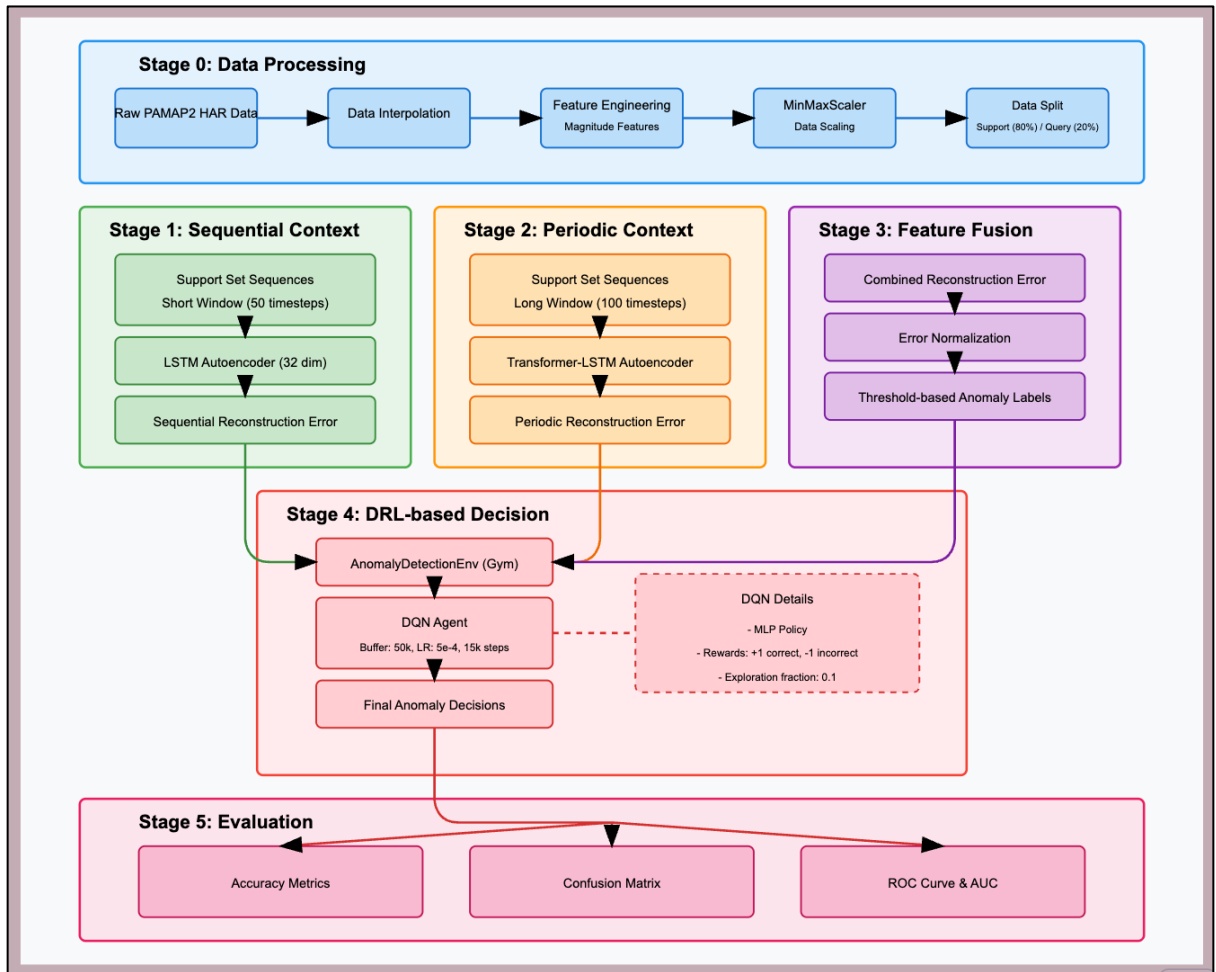 Stage 0: Data Processing
Raw PAMAP2 HAR Data
Data Interpolation
Feature Engineering
Magnitude Features
MinMaxScaler
Data Scaling
Data Split
Support (80%) / Query (20%)
Stage 1: Sequential Context
Support Set Sequences
Short Window (50 timesteps)
LSTM Autoencoder (32 dim)
Sequential Reconstruction Error
Stage 2: Periodic Context
Support Set Sequences
Long Window (100 timesteps)
Transformer-LSTM Autoencoder
Periodic Reconstruction Error
Stage 3: Feature Fusion
Combined Reconstruction Error
Error Normalization
Threshold-based Anomaly Labels
Stage 4: DRL-based Decision
AnomalyDetectionEnv (Gym)
DQN Agent
Buffer: 50k, LR: 5e-4, 15k steps
Final Anomaly Decisions
DQN Details
- MLP Policy
- Rewards: +1 correct, -1 incorrect
- Exploration fraction: 0.1
Stage 5: Evaluation
Accuracy Metrics
Confusion Matrix
ROC Curve & AUC